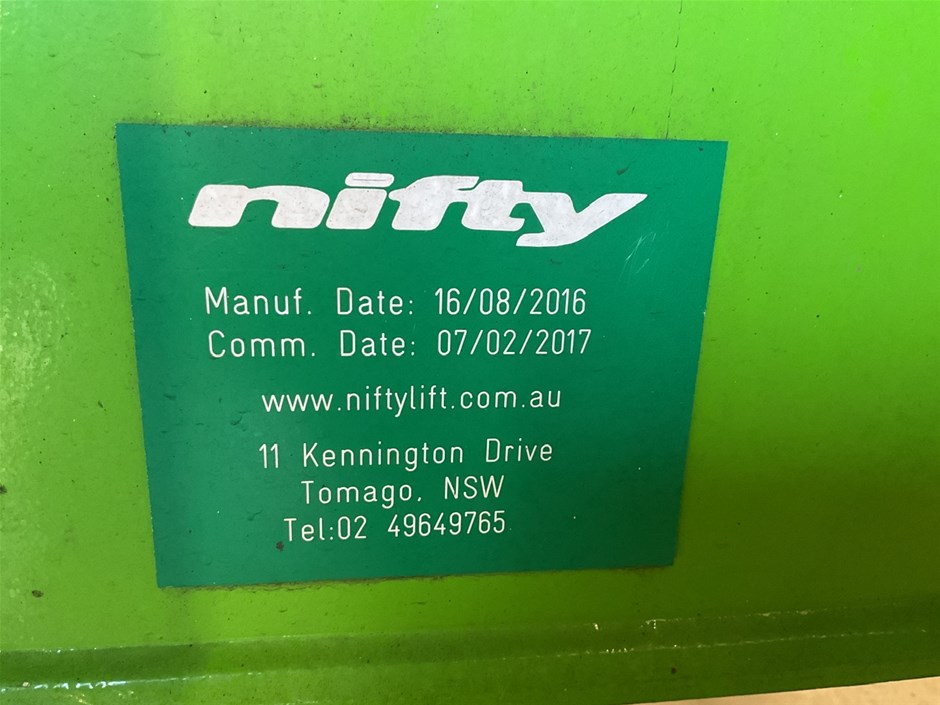 nifty
Manuf. Date: 16/08/2016
Comm. Date: 07/02/2017
www.niftylift.com.au
11 Kennington Drive
Tomago, NSW
Tel:02 49649765